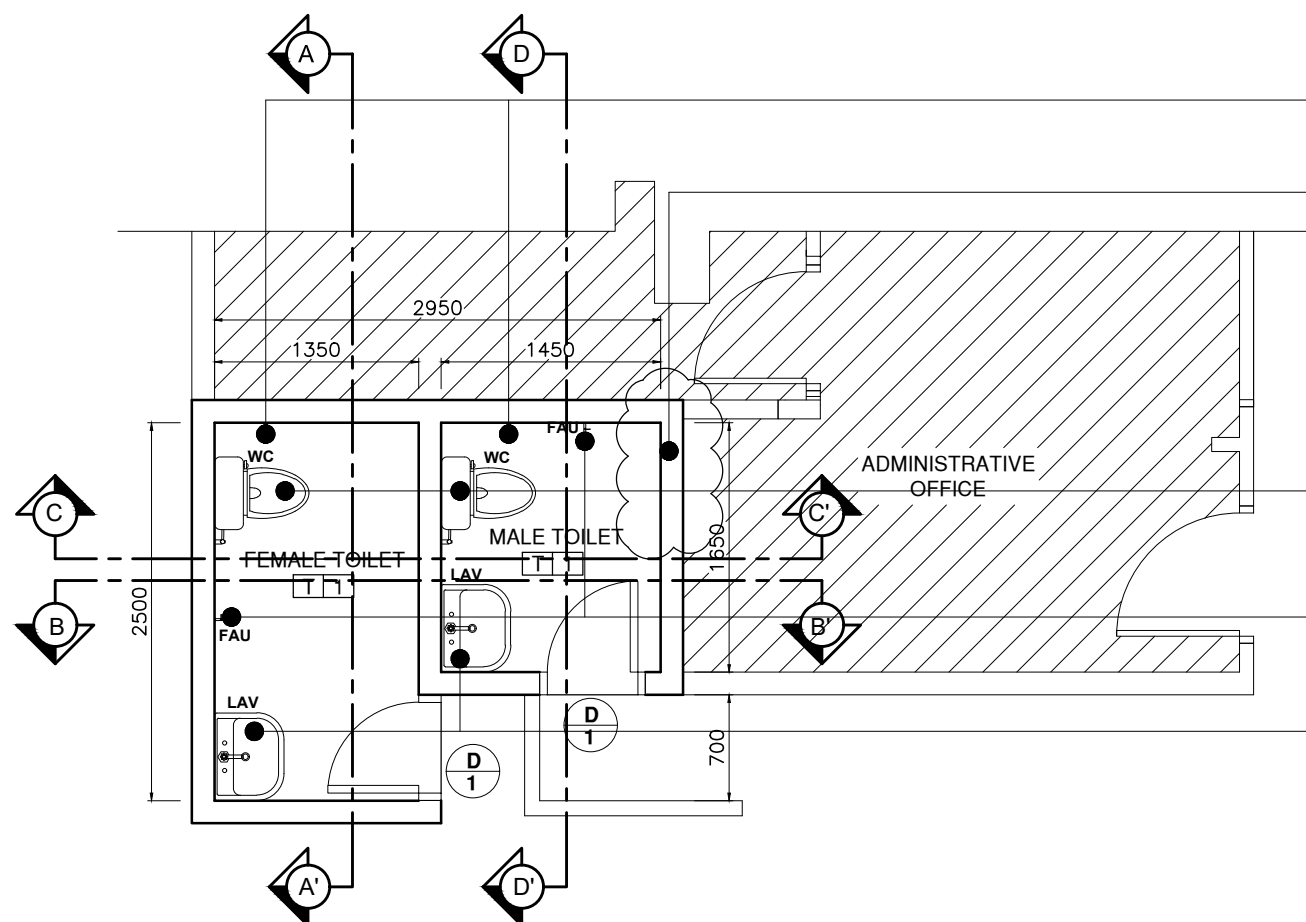 A
D
2950
1350
1450
FAU
WC
WC
ADMINISTRATIVE
OFFICE
C
C'
MALE TOILET
1650
FEMALE TOILET
T
LAV
T
1
2500
B
B'
FAU
LAV
D
1
700
D
1
A'
D'